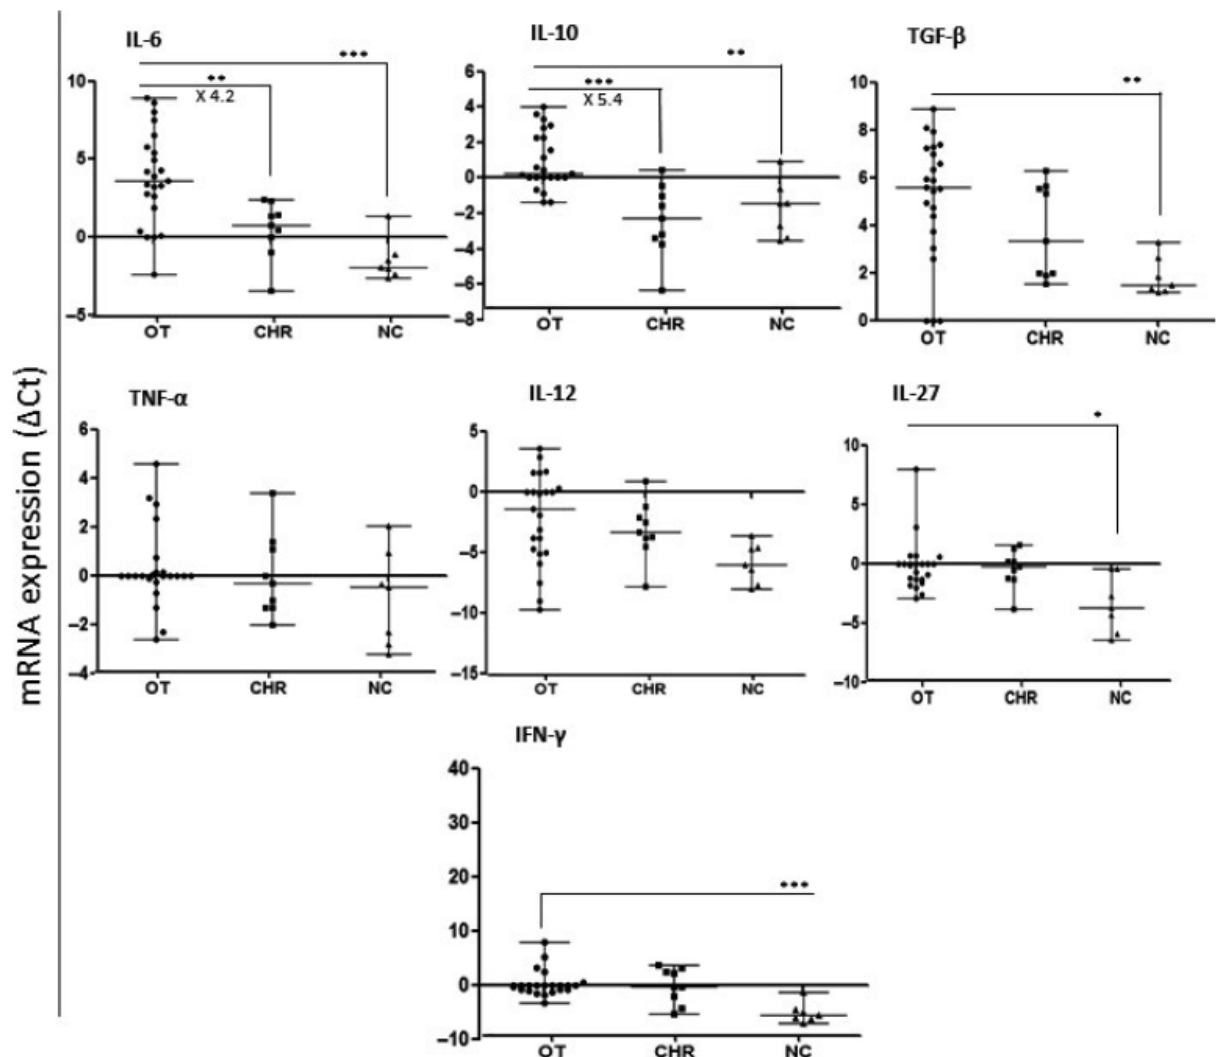 mRNA expression (ΔCt)
IL-6
***
**
X 4.2
10
5
0
−5
OT CHR NC
IL-10
**
***
X 5.4
6
4
2
0
−2
−4
−6
−8
OT CHR NC
TGF-β
**
10
8
6
4
2
0
OT CHR NC
TNF-α
6
4
2
0
−2
−4
OT CHR NC
IL-12
5
0
−5
−10
−15
OT CHR NC
IL-27
*
10
5
0
−5
−10
OT CHR NC
IFN-γ
***
40
30
20
10
0
−10
OT CHR NC